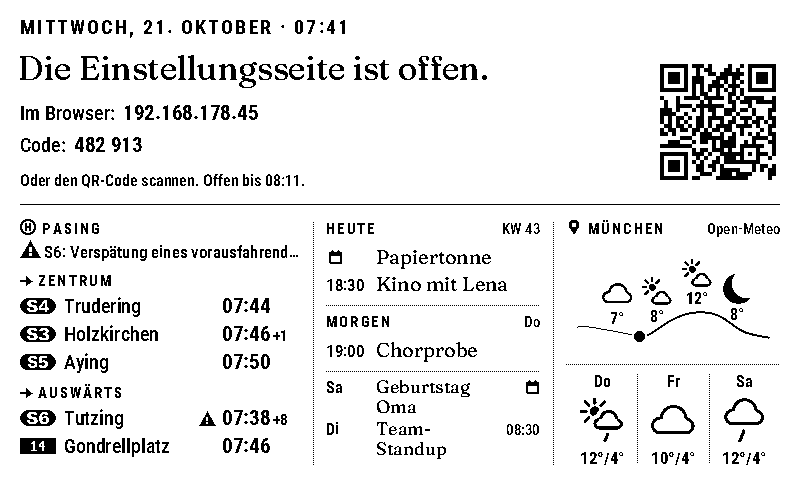 MITTWOCH, 21. OKTOBER · 07:41
Die Einstellungsseite ist offen.
Im Browser: 192.168.178.45
Code: 482 913
Oder den QR-Code scannen. Offen bis 08:11.
H PASING
S6: Verspätung eines vorausfahrend…
→ ZENTRUM
S4 Trudering 07:44
S3 Holzkirchen 07:46+1
S5 Aying 07:50
→ AUSWÄRTS
S6 Tutzing 07:38+8
14 Gondrellplatz 07:46
HEUTE KW 43
Papiertonne
18:30 Kino mit Lena
MORGEN Do
19:00 Chorprobe
Sa Geburtstag
Oma
Di Team- 08:30
Standup
MÜNCHEN Open-Meteo
7° 8° 12° 8°
Do Fr Sa
12°/4° 10°/4° 12°/4°